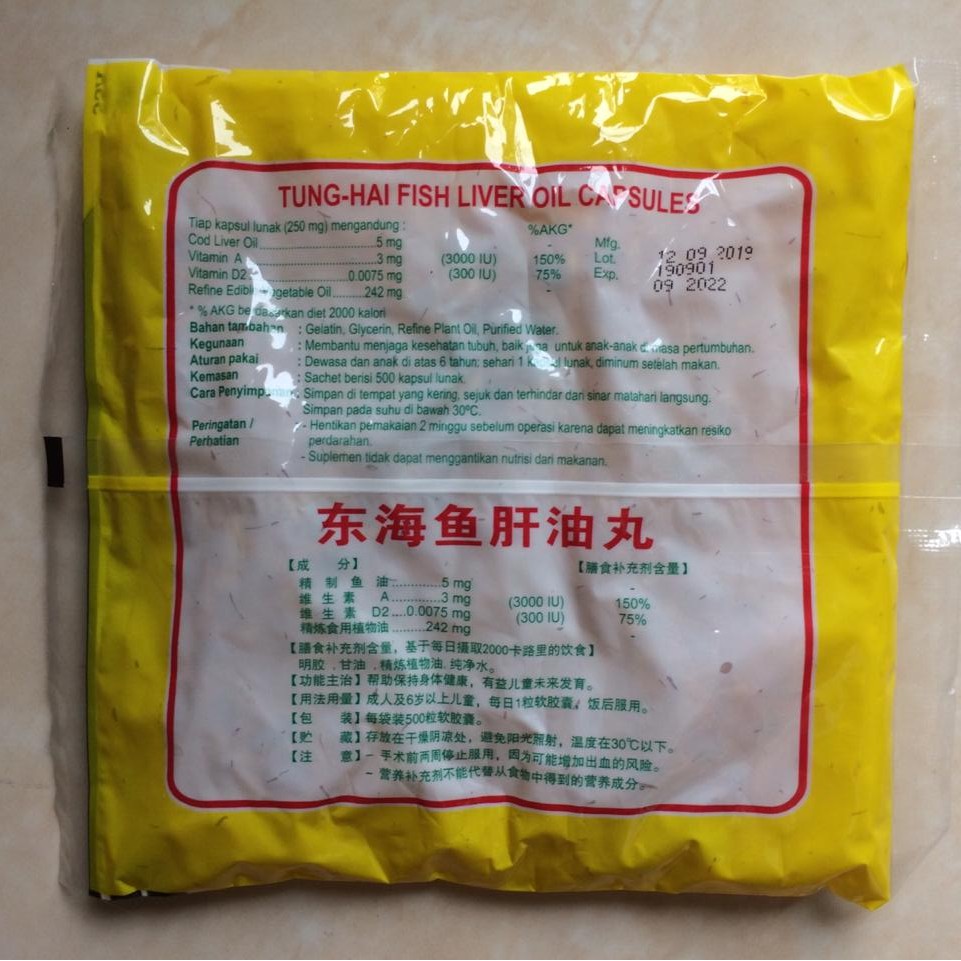 TUNG-HAI FISH LIVER OIL CAPSULES
Tiap kapsul lunak (250 mg) mengandung : %AKG*
Cod Liver Oil ........................ 5 mg - Mfg. 12 09 2019
Vitamin A ........................ 3 mg (3000 IU) 150% Lot. 190901
Vitamin D2 ........................ 0.0075 mg (300 IU) 75% Exp. 09 2022
Refine Edible Vegetable Oil ......... 242 mg -
* % AKG berdasarkan diet 2000 kalori
Bahan tambahan : Gelatin, Glycerin, Refine Plant Oil, Purified Water.
Kegunaan : Membantu menjaga kesehatan tubuh, baik juga untuk anak-anak di masa pertumbuhan.
Aturan pakai : Dewasa dan anak di atas 6 tahun; sehari 1 kapsul lunak, diminum setelah makan.
Kemasan : Sachet berisi 500 kapsul lunak.
Cara Penyimpanan : Simpan di tempat yang kering, sejuk dan terhindar dari sinar matahari langsung.
Simpan pada suhu di bawah 30°C.
Peringatan / - Hentikan pemakaian 2 minggu sebelum operasi karena dapat meningkatkan resiko
Perhatian perdarahan.
- Suplemen tidak dapat menggantikan nutrisi dari makanan.
东海鱼肝油丸
【成 分】 【膳食补充剂含量】
精制鱼油 ............. 5 mg -
维生素 A ............. 3 mg (3000 IU) 150%
维生素 D2 .... 0.0075 mg (300 IU) 75%
精炼食用植物油 ......... 242 mg -
【膳食补充剂含量，基于每日摄取2000卡路里的饮食】
明胶 . 甘油 . 精炼植物油. 纯净水。
【功能主治】帮助保持身体健康，有益儿童未来发育。
【用法用量】成人及6岁以上儿童，每日1粒软胶囊，饭后服用。
【包 装】每袋装500粒软胶囊。
【贮 藏】存放在干燥阴凉处，避免阳光照射，温度在30℃以下。
【注 意】- 手术前两周停止服用，因为可能增加出血的风险。
- 营养补充剂不能代替从食物中得到的营养成分。